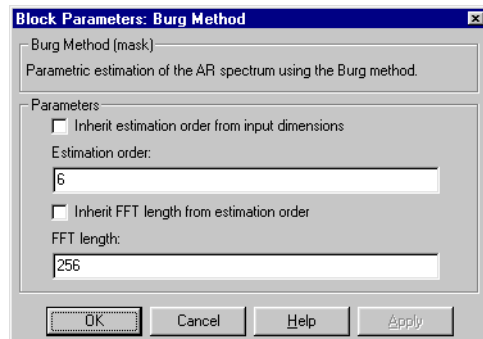 Block Parameters: Burg Method
Burg Method (mask)
Parametric estimation of the AR spectrum using the Burg method.
Parameters
Inherit estimation order from input dimensions
Estimation order:
6
Inherit FFT length from estimation order
FFT length:
256
OK Cancel Help Apply